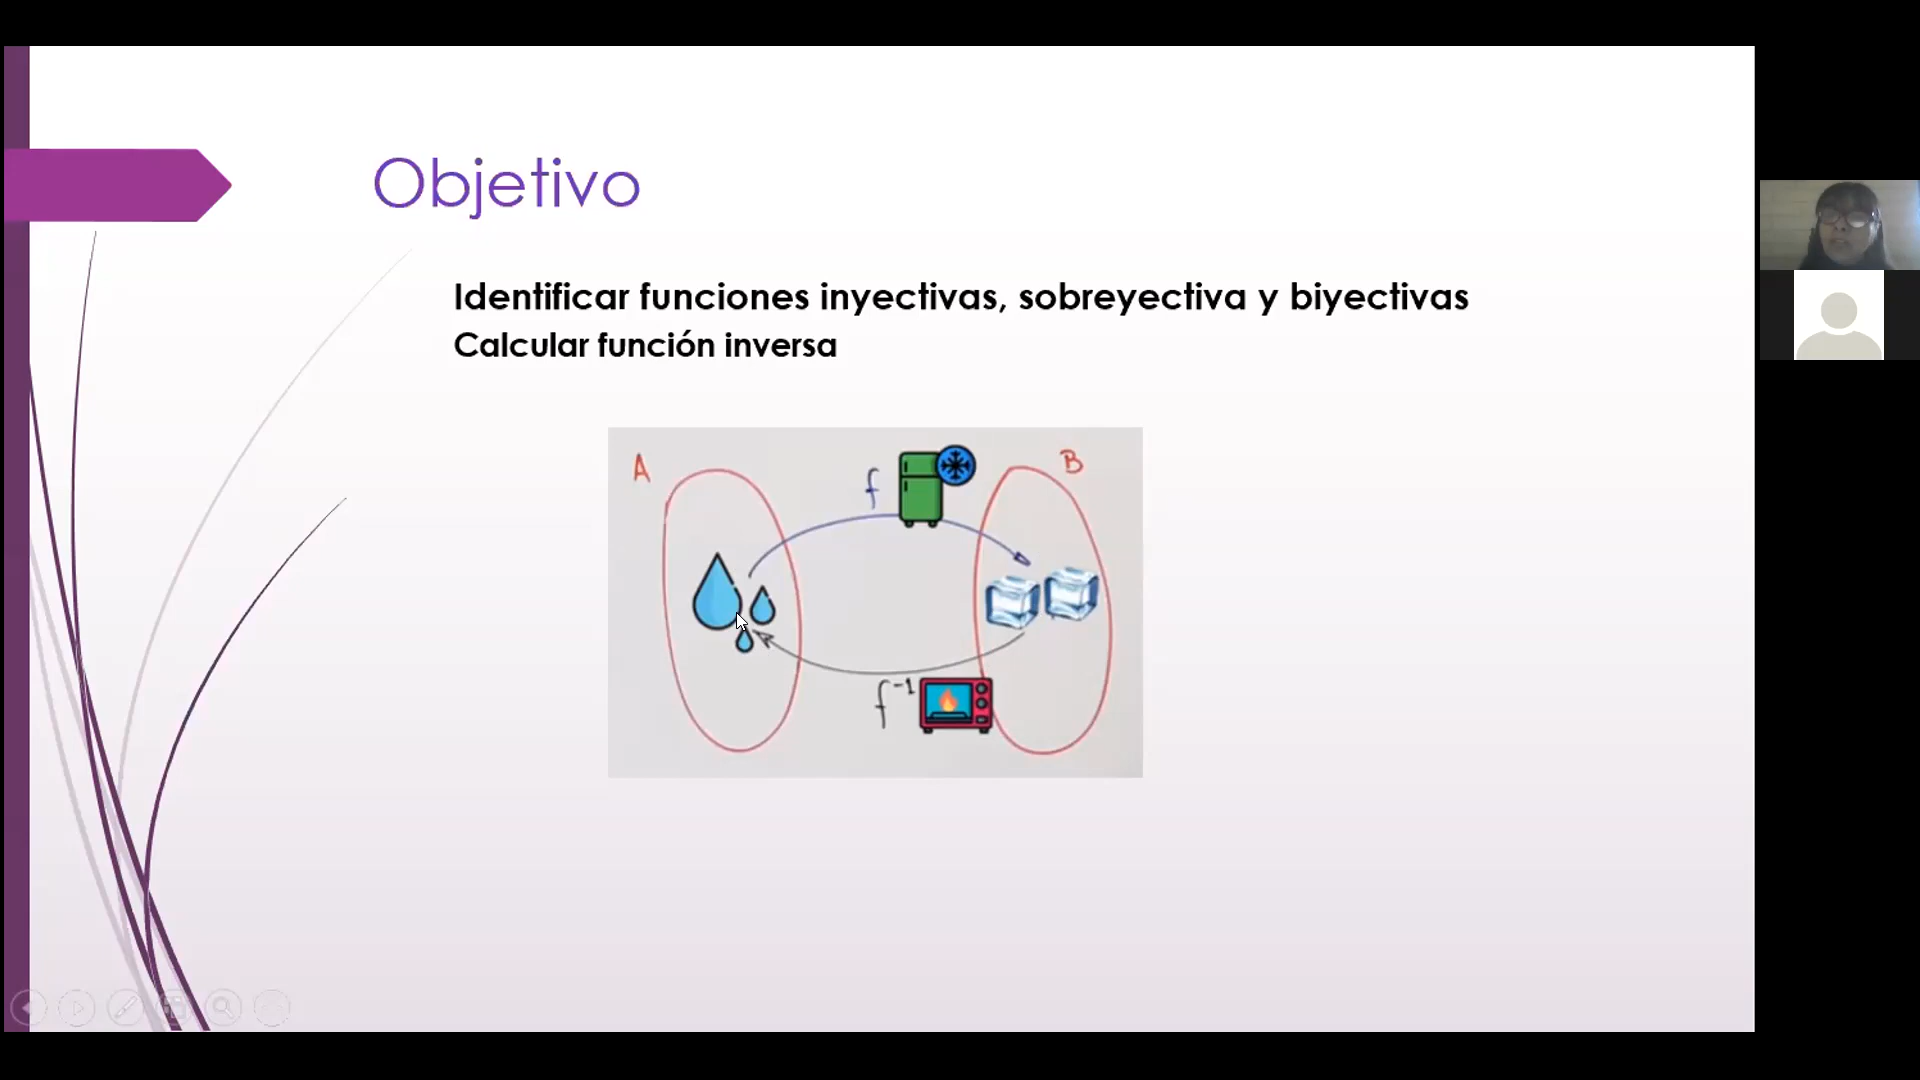 Objetivo
Identificar funciones inyectivas, sobreyectiva y biyectivas
Calcular función inversa
A
f
B
f⁻¹